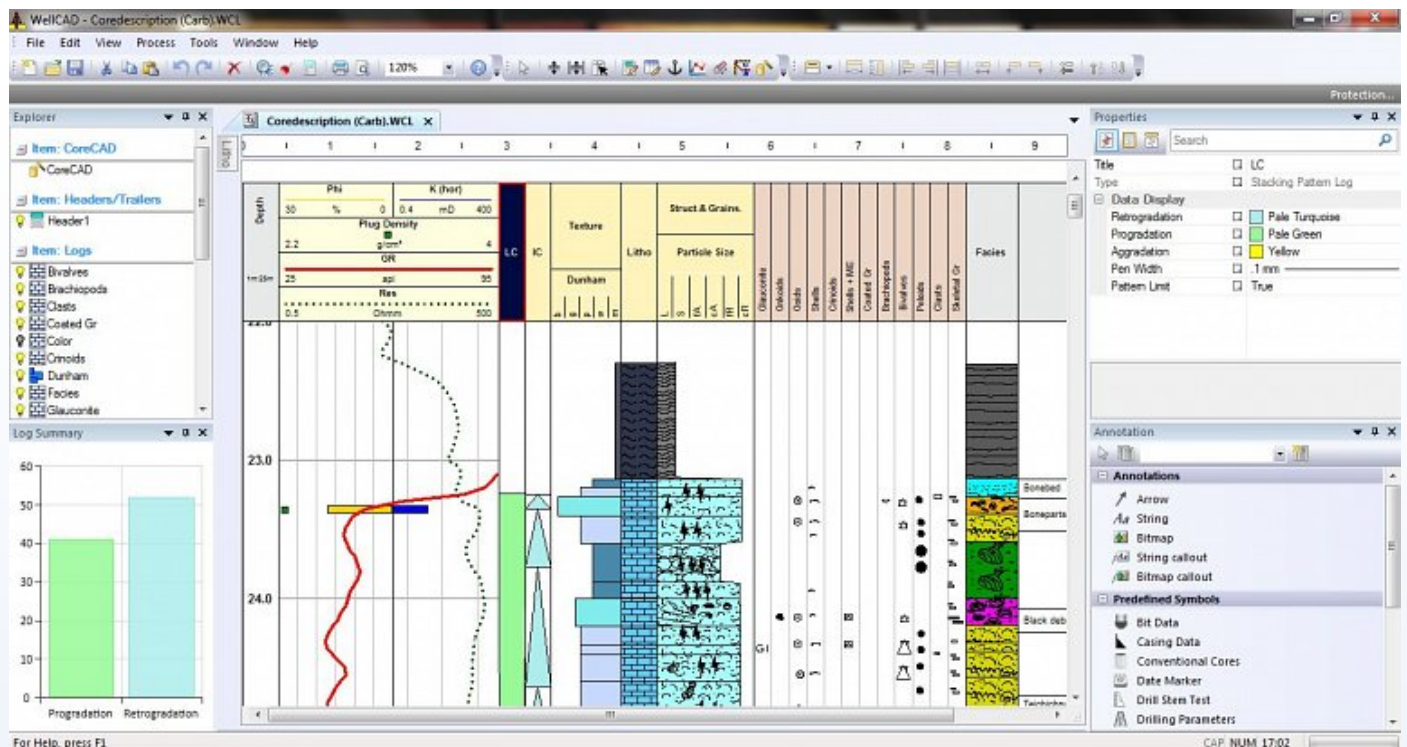 WellCAD - Coredescription (Carb).WCL
File Edit View Process Tools Window Help
120%
Protection...
Explorer
Item: CoreCAD
CoreCAD
Item: Headers/Trailers
Header1
Item: Logs
Bivalves
Brachiopods
Clasts
Coated Gr
Color
Crinoids
Dunham
Facies
Glauconite
Log Summary
60
50
40
30
20
10
0
Progradation Retrogradation
Coredescription (Carb).WCL
Litho
1 2 3 4 5 6 7 8 9
Depth
1m:25m
Phi
30 % 0
K (hor)
0.4 mD 400
Plug Density
2.2 g/cm³ 4
GR
25 api 95
Res
0.5 Ohmm 500
LC
IC
Texture
Dunham
Litho
Struct & Grains.
Particle Size
Glauconite
Onkoids
Ooids
Shells
Crinoids
Shells + ME
Coated Gr
Brachiopods
Bivalves
Peloids
Clasts
Skeletal Gr
Facies
22.0
23.0
24.0
Gl
Bonebed
Boneparts
Black deb
Properties
Search
Title LC
Type Stacking Pattern Log
Data Display
Retrogradation Pale Turquoise
Progradation Pale Green
Aggradation Yellow
Pen Width .1 mm
Pattern Limit True
Annotation
Annotations
Arrow
String
Bitmap
String callout
Bitmap callout
Predefined Symbols
Bit Data
Casing Data
Conventional Cores
Date Marker
Drill Stem Test
Drilling Parameters
For Help, press F1
CAP NUM 17:02